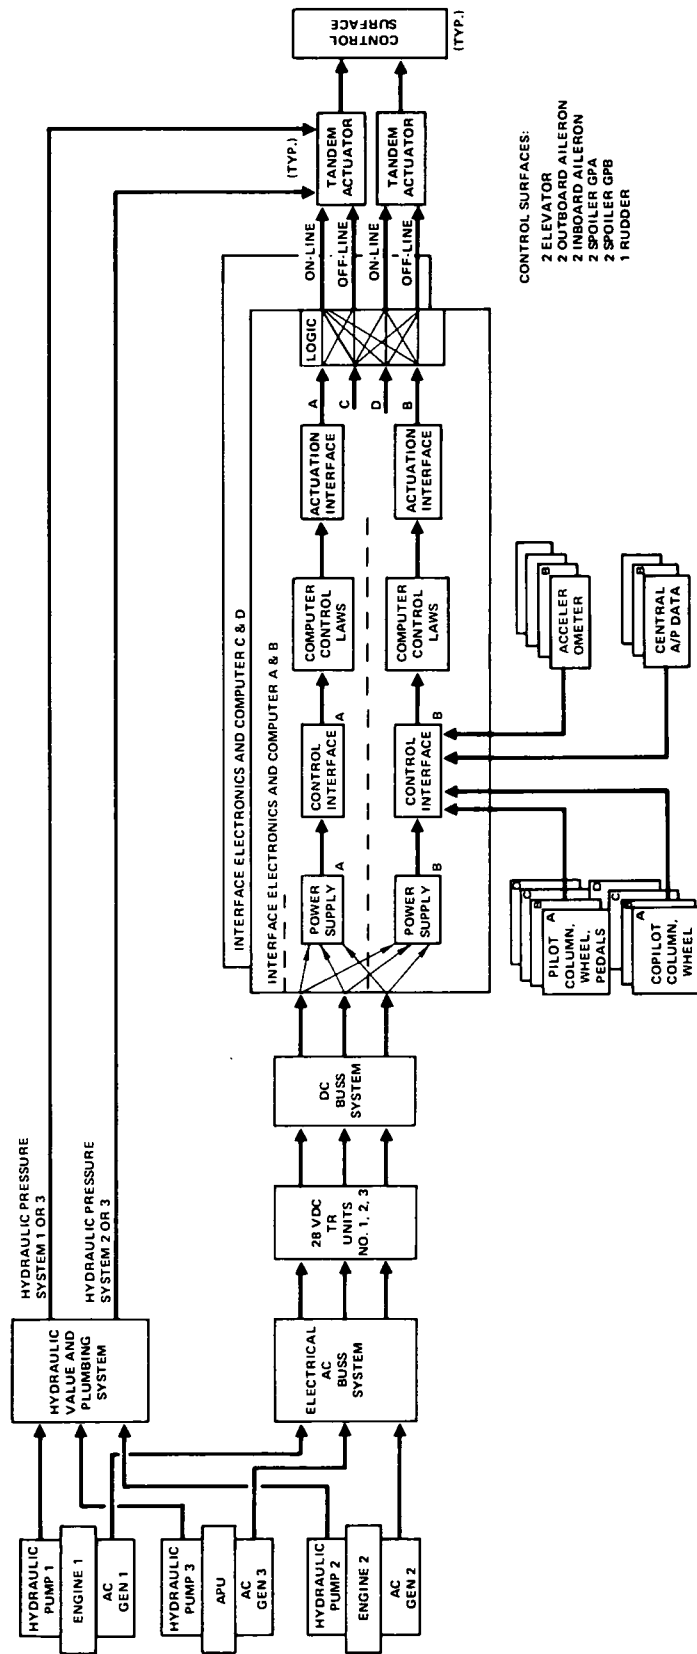 HYDRAULIC
PUMP 1
ENGINE 1
AC
GEN 1
HYDRAULIC
PUMP 3
APU
AC
GEN 3
HYDRAULIC
PUMP 2
ENGINE 2
AC
GEN 2
HYDRAULIC
VALUE AND
PLUMBING
SYSTEM
HYDRAULIC PRESSURE
SYSTEM 1 OR 3
HYDRAULIC PRESSURE
SYSTEM 2 OR 3
ELECTRICAL
AC
BUSS
SYSTEM
28 VDC
TR
UNITS
NO. 1, 2, 3
DC
BUSS
SYSTEM
INTERFACE ELECTRONICS AND COMPUTER C & D
INTERFACE ELECTRONICS AND COMPUTER A & B
POWER
SUPPLY
A
CONTROL
INTERFACE
A
COMPUTER
CONTROL
LAWS
ACTUATION
INTERFACE
A
C
D
B
LOGIC
POWER
SUPPLY
B
CONTROL
INTERFACE
B
COMPUTER
CONTROL
LAWS
ACTUATION
INTERFACE
ON-LINE
OFF-LINE
ON-LINE
OFF-LINE
TANDEM
ACTUATOR
(TYP.)
TANDEM
ACTUATOR
CONTROL
SURFACE
(TYP.)
D
C
B
A
PILOT
COLUMN,
WHEEL,
PEDALS
D
C
B
A
COPILOT
COLUMN,
WHEEL
B
ACCELER
OMETER
B
CENTRAL
A/P DATA
CONTROL SURFACES:
2 ELEVATOR
2 OUTBOARD AILERON
2 INBOARD AILERON
2 SPOILER GPA
2 SPOILER GPB
1 RUDDER